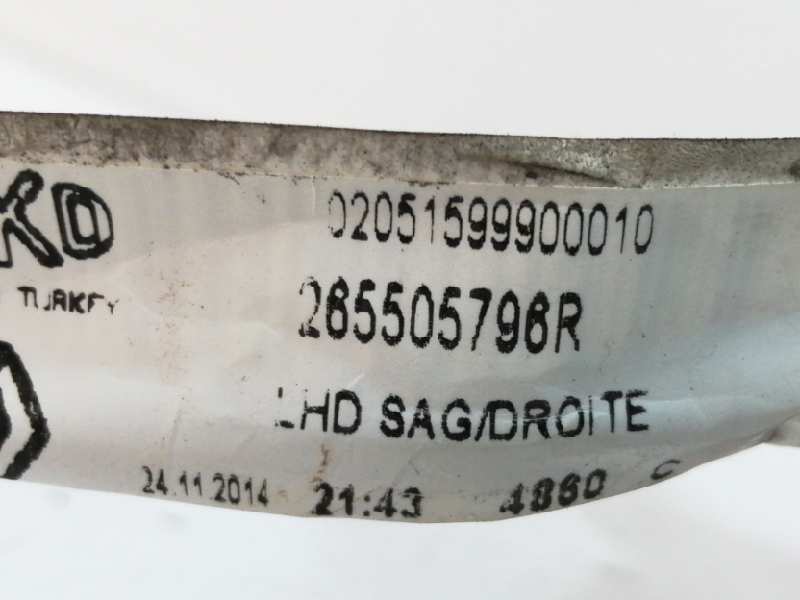 02051599900010
TURKEY
265505796R
LHD SAG/DROITE
24.11.2014 21:43 4860 C